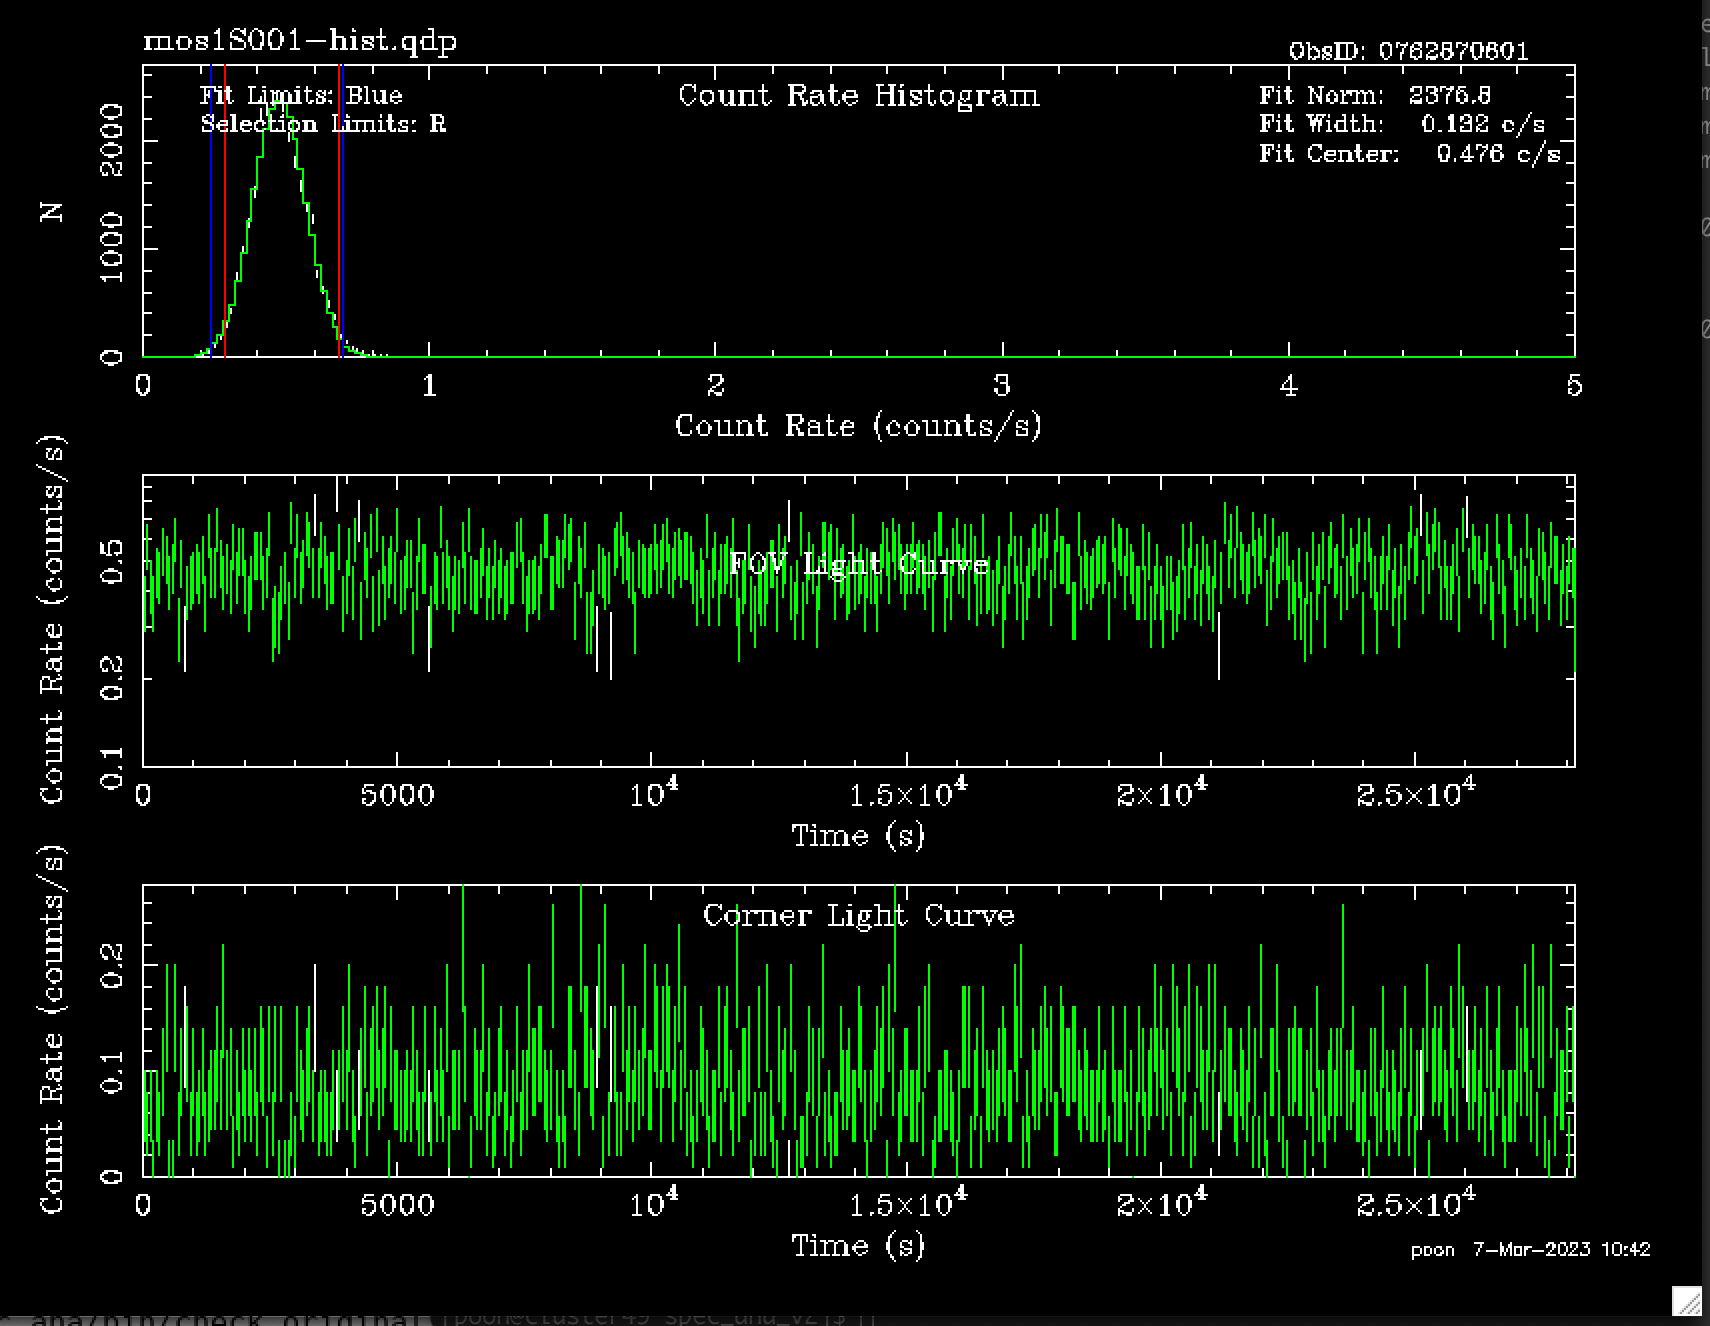 mos1S001-hist.qdp
ObsID: 0762870601
Fit Limits: Blue
Selection Limits: R
Count Rate Histogram
Fit Norm: 2375.8
Fit Width: 0.132 c/s
Fit Center: 0.476 c/s
N
0 1000 2000
0 1 2 3 4 5
Count Rate (counts/s)
Count Rate (counts/s)
0.1 0.2 0.5
FOV Light Curve
0 5000 10⁴ 1.5×10⁴ 2×10⁴ 2.5×10⁴
Time (s)
Count Rate (counts/s)
0 0.1 0.2
Corner Light Curve
0 5000 10⁴ 1.5×10⁴ 2×10⁴ 2.5×10⁴
Time (s)
poon 7-Mar-2023 10:42